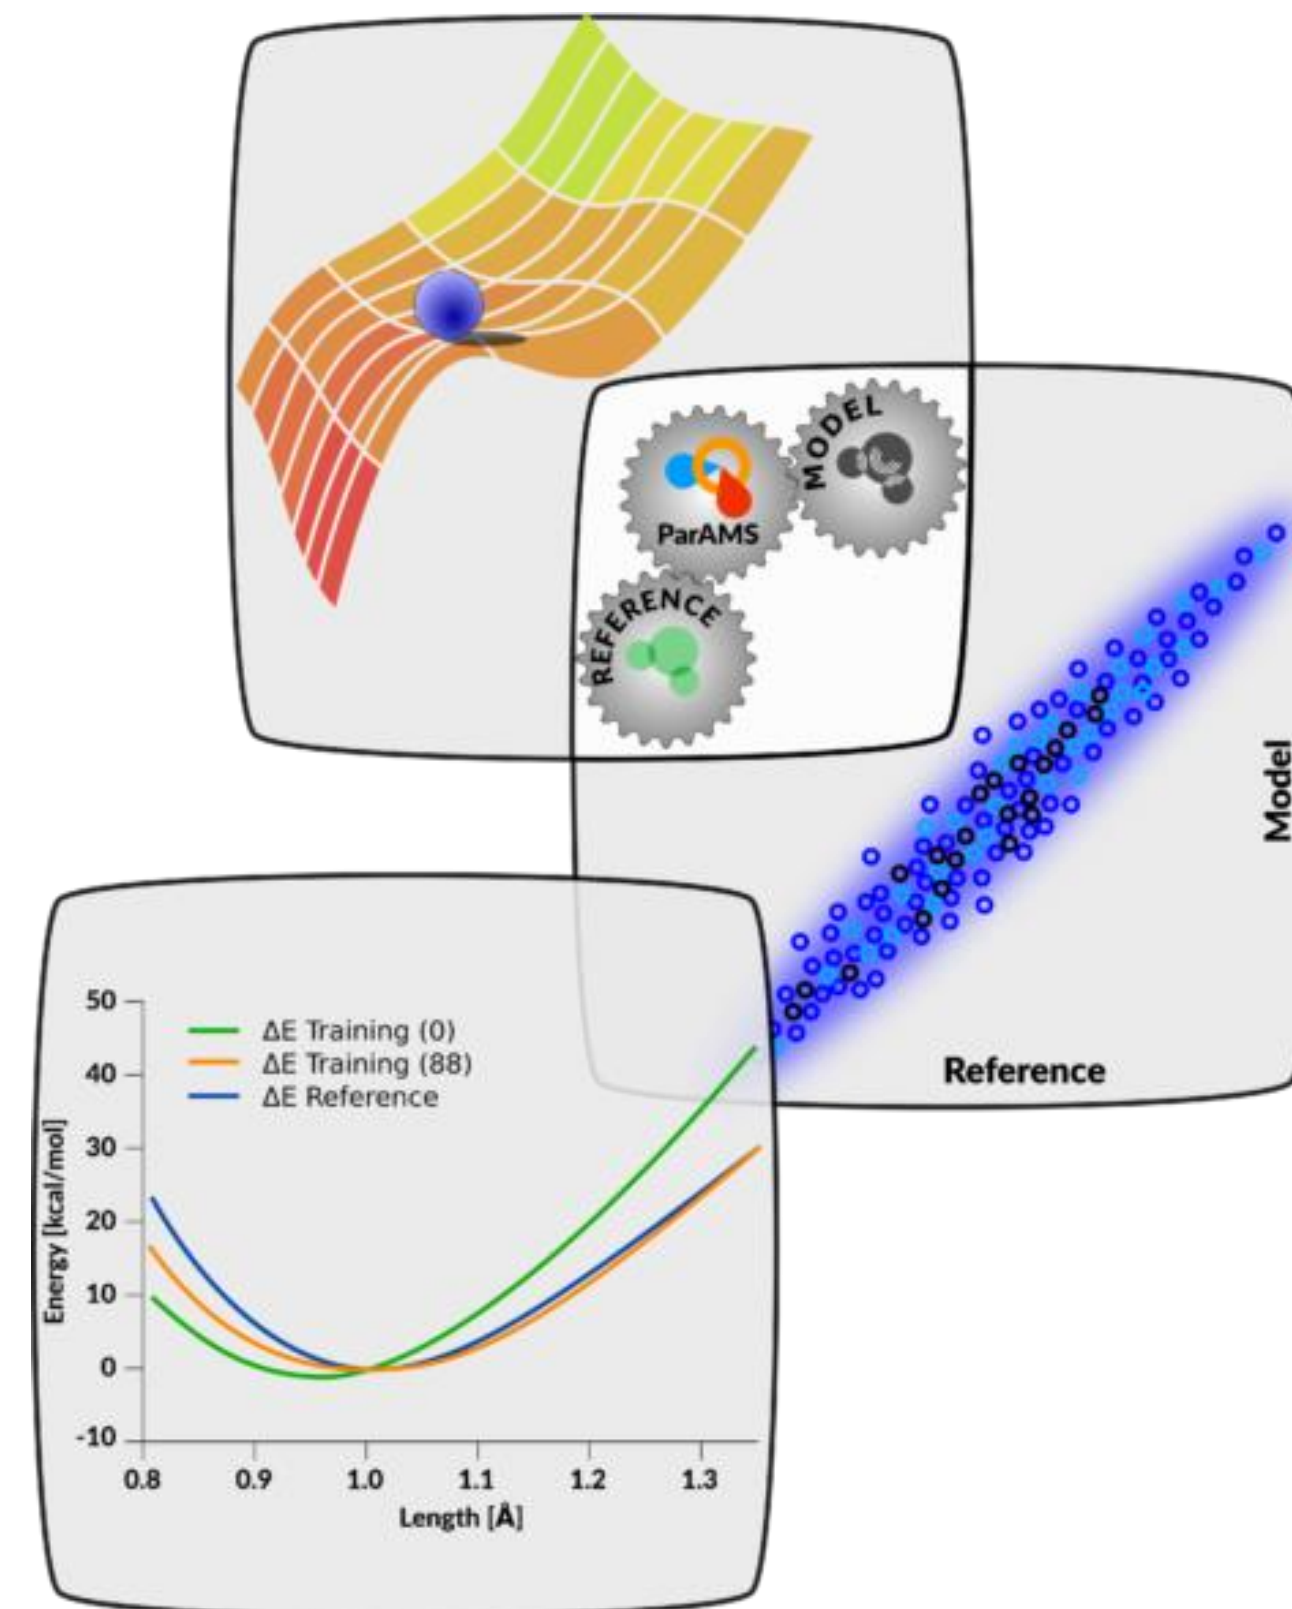 MODEL
ParAMS
REFERENCE
Model
Reference
50
40
30
20
10
0
-10
ΔE Training (0)
ΔE Training (88)
ΔE Reference
Energy [kcal/mol]
0.8 0.9 1.0 1.1 1.2 1.3
Length [Å]